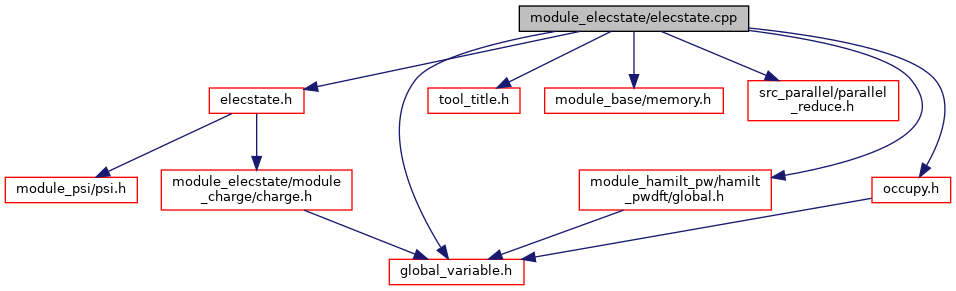 module_elecstate/elecstate.cpp
elecstate.h
tool_title.h
module_base/memory.h
src_parallel/parallel
_reduce.h
module_psi/psi.h
module_elecstate/module
_charge/charge.h
module_hamilt_pw/hamilt
_pwdft/global.h
occupy.h
global_variable.h